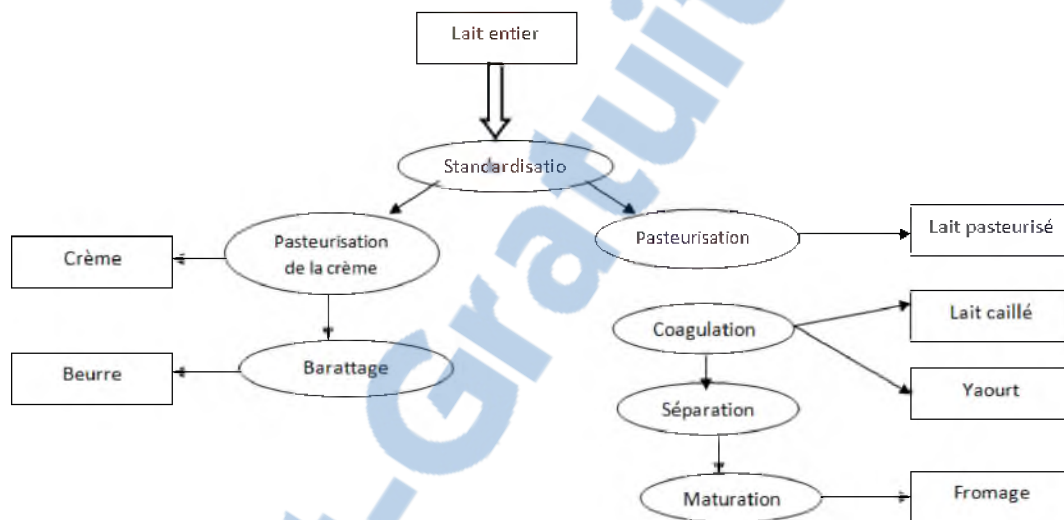 Lait entier
Standardisatio
Pasteurisation
de la crème
Pasteurisation
Lait pasteurisé
Crème
Coagulation
Lait caillé
Beurre
Barattage
Yaourt
Séparation
Maturation
Fromage
-Gratuit